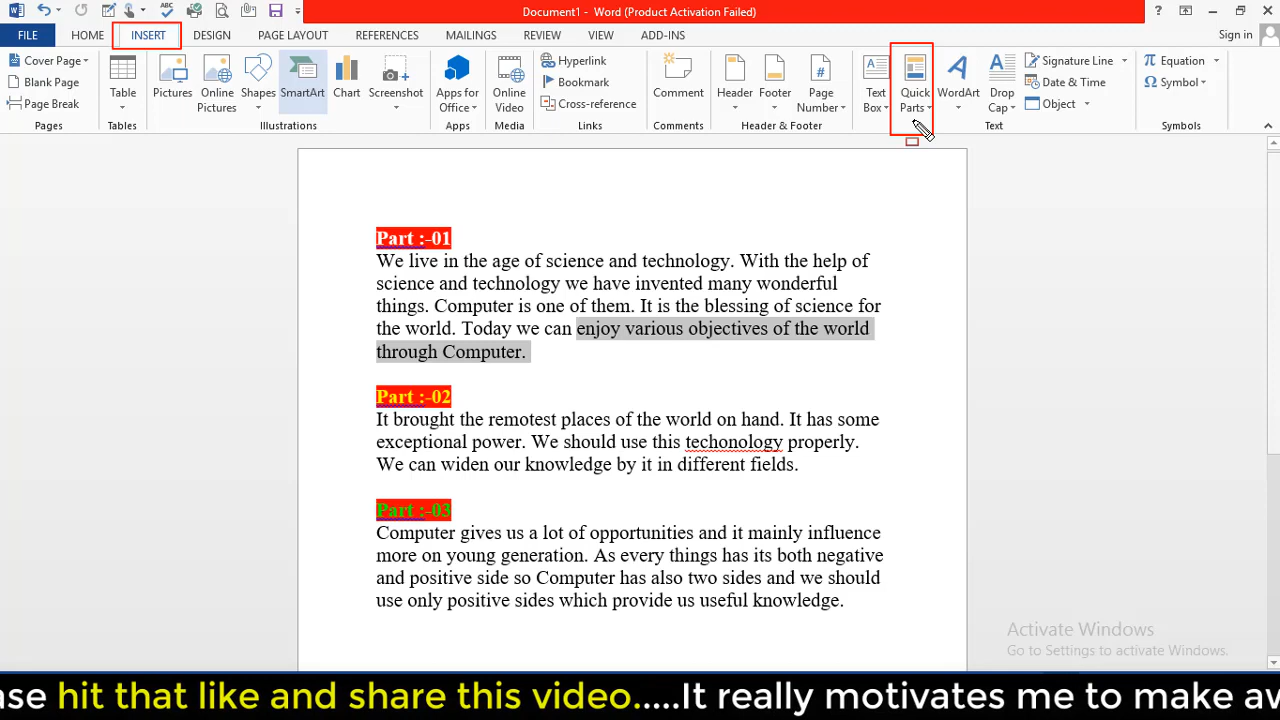 Document1 - Word (Product Activation Failed)
FILE HOME INSERT DESIGN PAGE LAYOUT REFERENCES MAILINGS REVIEW VIEW ADD-INS Sign in
Cover Page
Blank Page
Page Break
Pages
Table
Tables
Pictures
Online Pictures
Shapes
SmartArt
Chart
Screenshot
Illustrations
Apps for Office
Apps
Online Video
Media
Hyperlink
Bookmark
Cross-reference
Links
Comment
Comments
Header
Footer
Page Number
Header & Footer
Text Box
Quick Parts
WordArt
Drop Cap
Signature Line
Date & Time
Object
Text
Equation
Symbol
Symbols
Part :-01
We live in the age of science and technology. With the help of
science and technology we have invented many wonderful
things. Computer is one of them. It is the blessing of science for
the world. Today we can enjoy various objectives of the world
through Computer.
Part :-02
It brought the remotest places of the world on hand. It has some
exceptional power. We should use this techonology properly.
We can widen our knowledge by it in different fields.
Part :-03
Computer gives us a lot of opportunities and it mainly influence
more on young generation. As every things has its both negative
and positive side so Computer has also two sides and we should
use only positive sides which provide us useful knowledge.
Activate Windows
Go to Settings to activate Windows.
ase hit that like and share this video.....It really motivates me to make aw